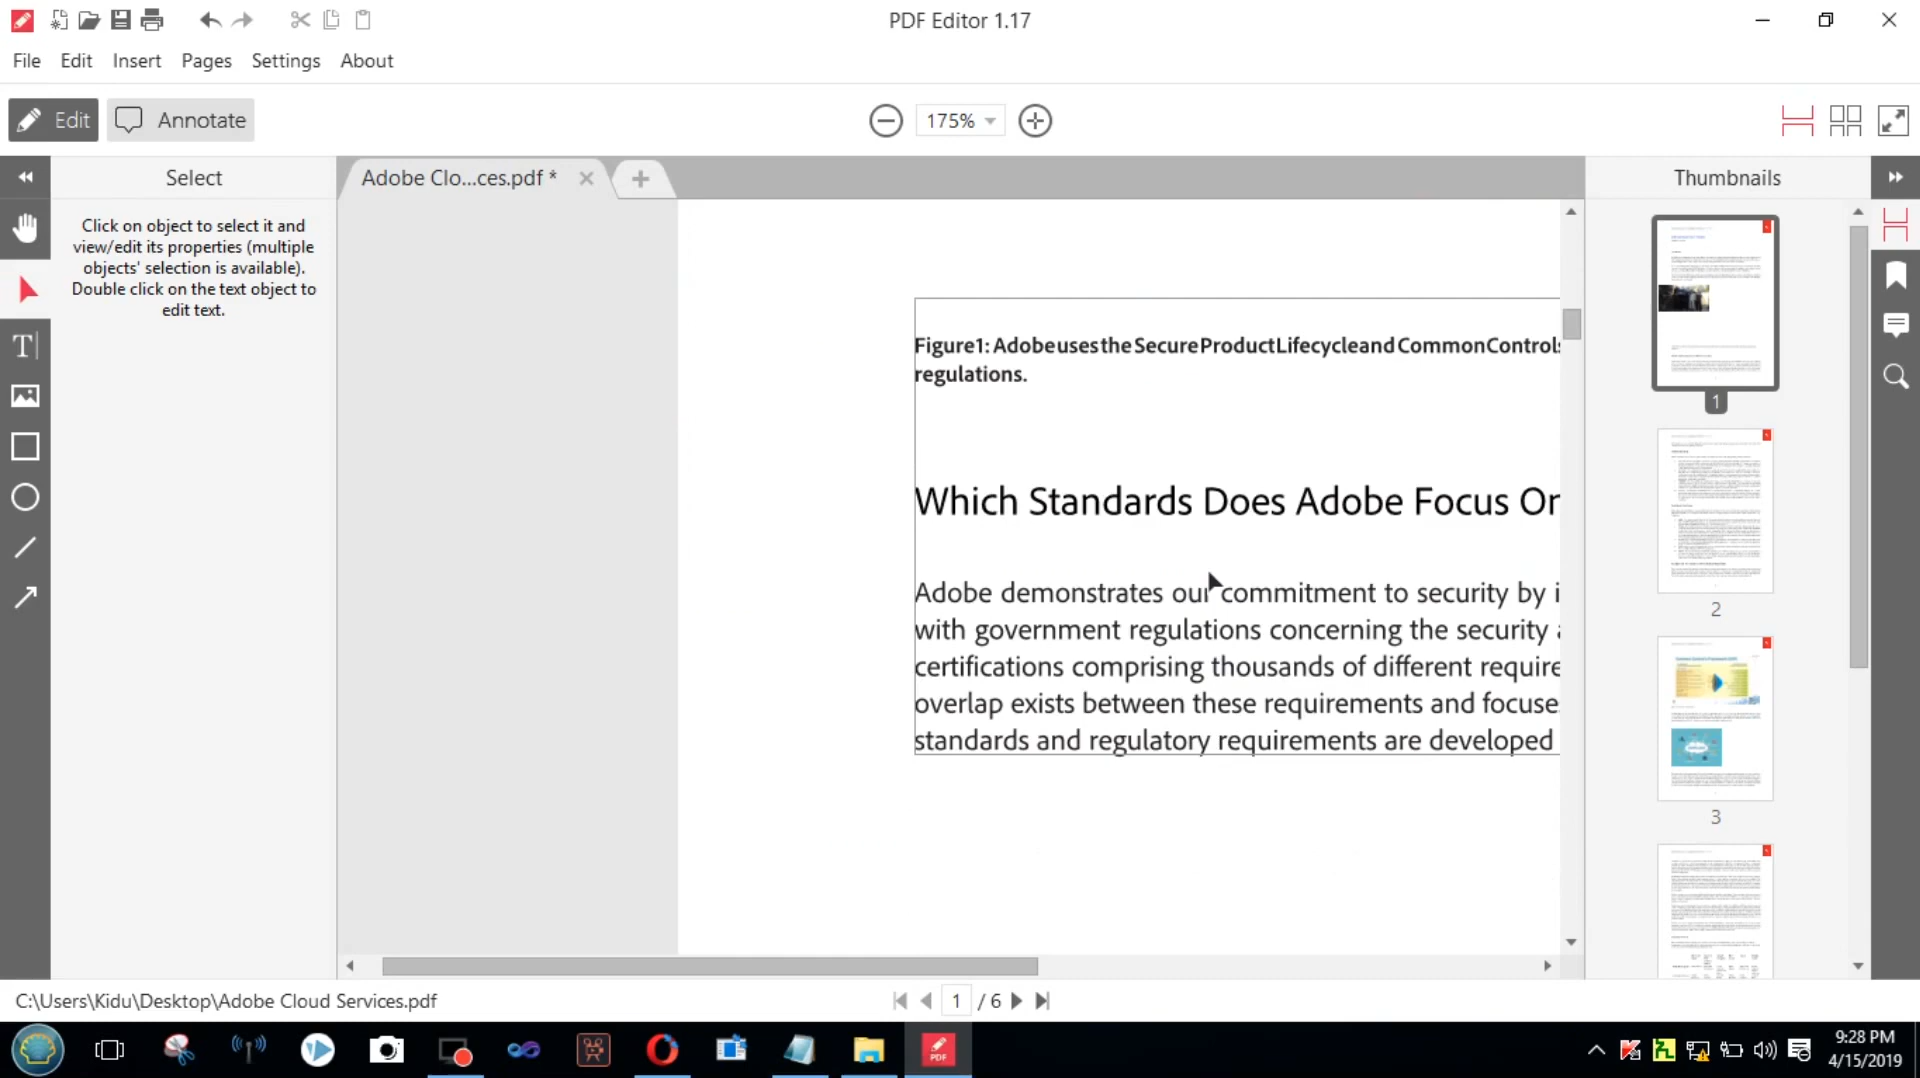 PDF Editor 1.17
File Edit Insert Pages Settings About
Edit Annotate 175%
Select
Adobe Clo...ces.pdf *
Thumbnails
Click on object to select it and
view/edit its properties (multiple
objects' selection is available).
Double click on the text object to
edit text.
T
Figure1: AdobeusestheSecureProductLifecycleand CommonControls
regulations.
Which Standards Does Adobe Focus On
Adobe demonstrates our commitment to security by i
with government regulations concerning the security a
certifications comprising thousands of different require
overlap exists between these requirements and focuse
standards and regulatory requirements are developed
1
2
3
C:\Users\Kidu\Desktop\Adobe Cloud Services.pdf
1 / 6
PDF
9:28 PM
4/15/2019